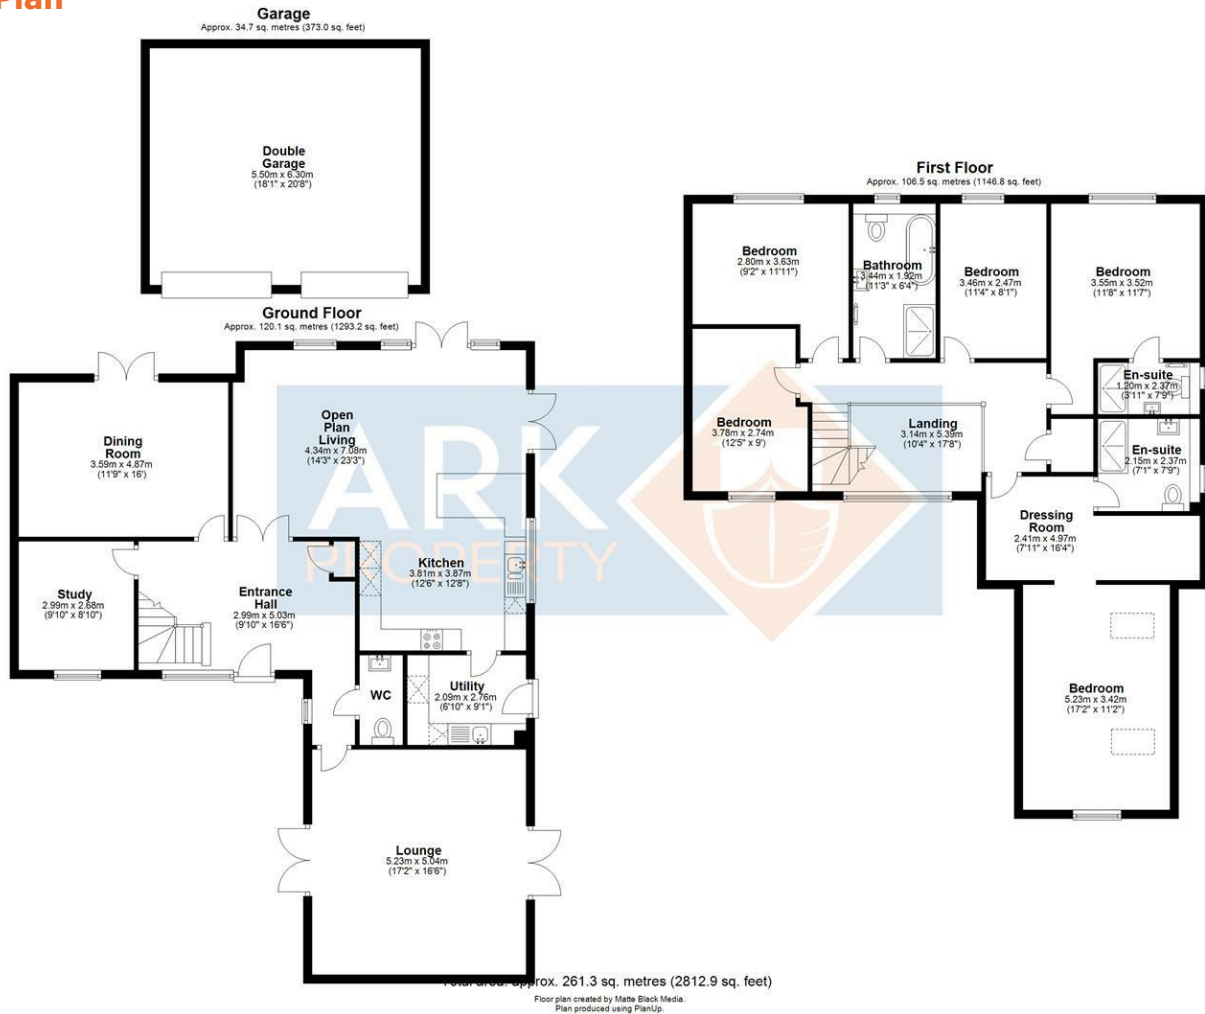 Plan
Garage
Approx. 34.7 sq. metres (373.0 sq. feet)
Double
Garage
5.50m x 6.30m
(18'1" x 20'8")
Ground Floor
Approx. 120.1 sq. metres (1293.2 sq. feet)
Dining
Room
3.59m x 4.87m
(11'9" x 16')
Open
Plan
Living
4.34m x 7.08m
(14'3" x 23'3")
Kitchen
3.81m x 3.87m
(12'6" x 12'8")
Study
2.99m x 2.68m
(9'10" x 8'10")
Entrance
Hall
2.99m x 5.03m
(9'10" x 16'6")
WC
Utility
2.09m x 2.76m
(6'10" x 9'1")
Lounge
5.23m x 5.04m
(17'2" x 16'6")
First Floor
Approx. 106.5 sq. metres (1146.8 sq. feet)
Bedroom
2.80m x 3.63m
(9'2" x 11'11")
Bathroom
3.44m x 1.92m
(11'3" x 6'4")
Bedroom
3.46m x 2.47m
(11'4" x 8'1")
Bedroom
3.55m x 3.52m
(11'8" x 11'7")
En-suite
1.20m x 2.37m
(3'11" x 7'9")
Bedroom
3.78m x 2.74m
(12'5" x 9')
Landing
3.14m x 5.39m
(10'4" x 17'8")
En-suite
2.15m x 2.37m
(7'1" x 7'9")
Dressing
Room
2.41m x 4.97m
(7'11" x 16'4")
Bedroom
5.23m x 3.42m
(17'2" x 11'2")
ARK
PROPERTY
Total area: approx. 261.3 sq. metres (2812.9 sq. feet)
Floor plan created by Matte Black Media.
Plan produced using PlanUp.